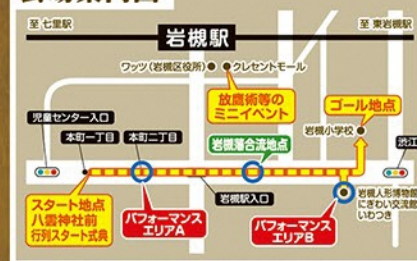 至 七里駅
至 東岩槻駅
岩槻駅
ワッツ(岩槻区役所)
クレセントモール
放鷹術等の
ミニイベント
ゴール地点
児童センター入口
本町一丁目
本町二丁目
岩槻落合流地点
岩槻小学校
渋江
スタート地点
八雲神社前
行列スタート式典
パフォーマンス
エリアA
岩槻駅入口
パフォーマンス
エリアB
岩槻人形博物館
にぎわい交流館
いわつき